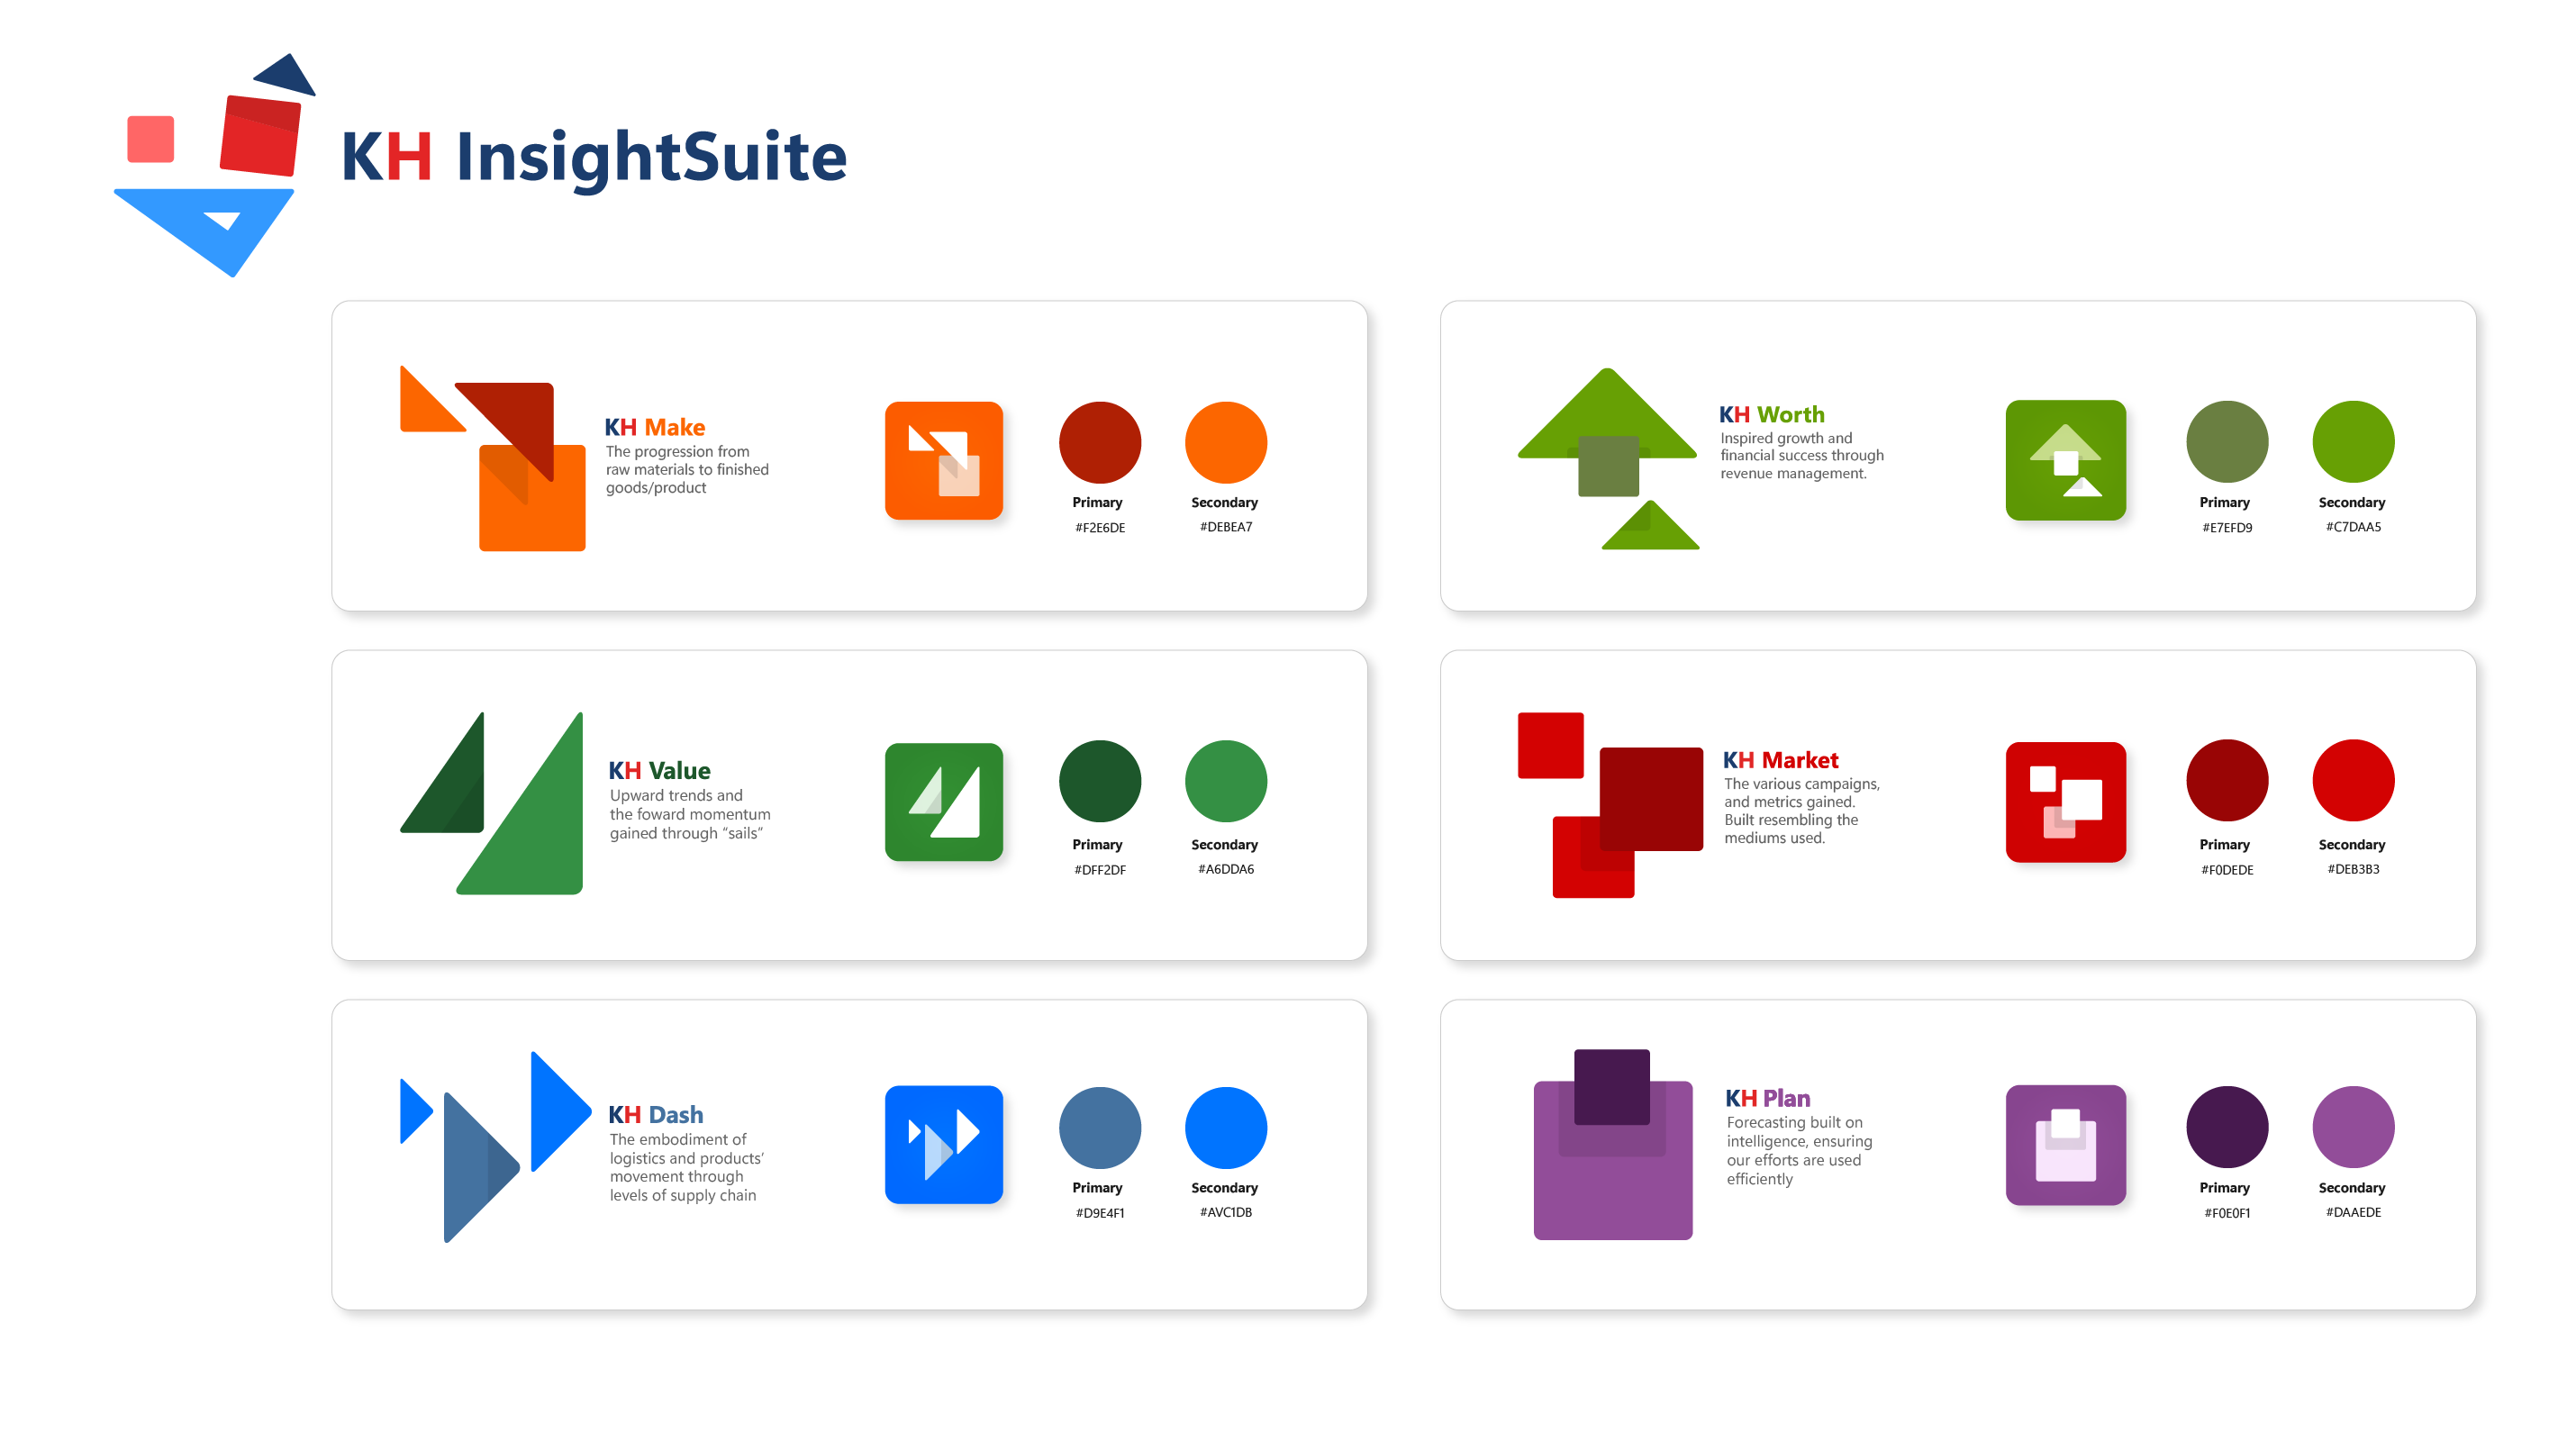 KH InsightSuite
KH Make
The progression from
raw materials to finished
goods/product
Primary
#F2E6DE
Secondary
#DEBEA7
KH Worth
Inspired growth and
financial success through
revenue management.
Primary
#E7EFD9
Secondary
#C7DAA5
KH Value
Upward trends and
the foward momentum
gained through “sails”
Primary
#DFF2DF
Secondary
#A6DDA6
KH Market
The various campaigns,
and metrics gained.
Built resembling the
mediums used.
Primary
#F0DEDE
Secondary
#DEB3B3
KH Dash
The embodiment of
logistics and products’
movement through
levels of supply chain
Primary
#D9E4F1
Secondary
#AVC1DB
KH Plan
Forecasting built on
intelligence, ensuring
our efforts are used
efficiently
Primary
#F0E0F1
Secondary
#DAAEDE